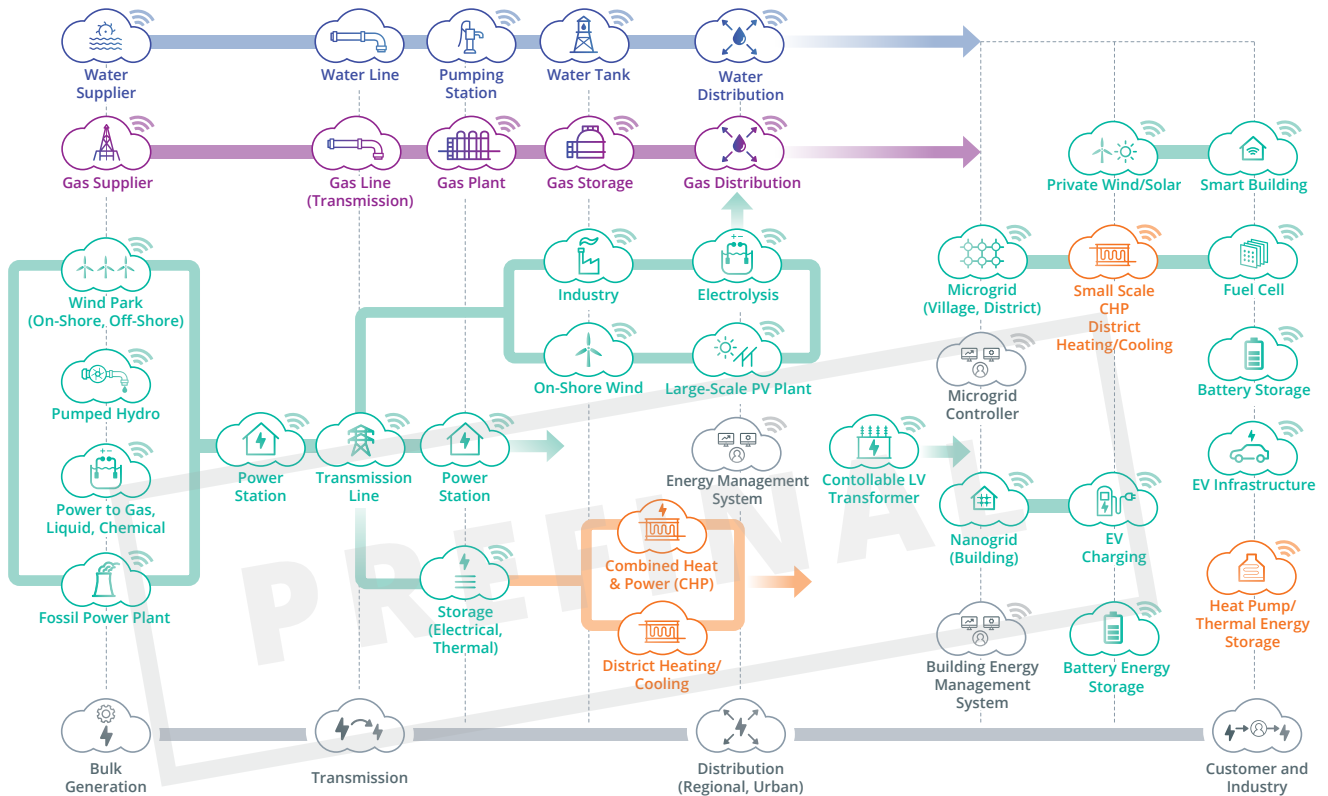 Water
Supplier
Water Line
Pumping
Station
Water Tank
Water
Distribution
Gas Supplier
Gas Line
(Transmission)
Gas Plant
Gas Storage
Gas Distribution
Private Wind/Solar
Smart Building
Wind Park
(On-Shore, Off-Shore)
Industry
Electrolysis
Microgrid
(Village, District)
Small Scale
CHP
District
Heating/Cooling
Fuel Cell
Pumped Hydro
On-Shore Wind
Large-Scale PV Plant
Microgrid
Controller
Battery Storage
Power to Gas,
Liquid, Chemical
Power
Station
Transmission
Line
Power
Station
Energy Management
System
Contollable LV
Transformer
EV Infrastructure
Nanogrid
(Building)
EV
Charging
Fossil Power Plant
Storage
(Electrical,
Thermal)
Combined Heat
& Power (CHP)
District Heating/
Cooling
Heat Pump/
Thermal Energy
Storage
Building Energy
Management
System
Battery Energy
Storage
PREFINAL
Bulk
Generation
Transmission
Distribution
(Regional, Urban)
Customer and
Industry